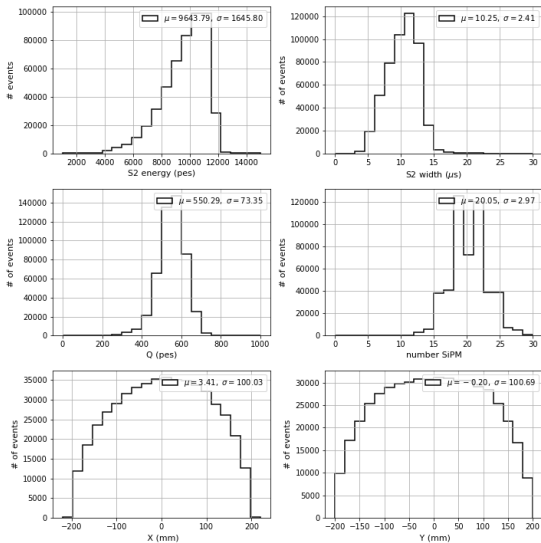 μ=9643.79, σ=1645.80
# events
0
20000
40000
60000
80000
100000
2000 4000 6000 8000 10000 12000 14000
S2 energy (pes)
μ=10.25, σ=2.41
# of events
0
20000
40000
60000
80000
100000
120000
0 5 10 15 20 25 30
S2 width (μs)
μ=550.29, σ=73.35
# of events
0
20000
40000
60000
80000
100000
120000
140000
0 200 400 600 800 1000
Q (pes)
μ=20.05, σ=2.97
# of events
0
20000
40000
60000
80000
100000
120000
0 5 10 15 20 25 30
number SiPM
μ=3.41, σ=100.03
# of events
0
5000
10000
15000
20000
25000
30000
35000
−200 −100 0 100 200
X (mm)
μ=−0.20, σ=100.69
# of events
0
5000
10000
15000
20000
25000
30000
−200 −150 −100 −50 0 50 100 150 200
Y (mm)